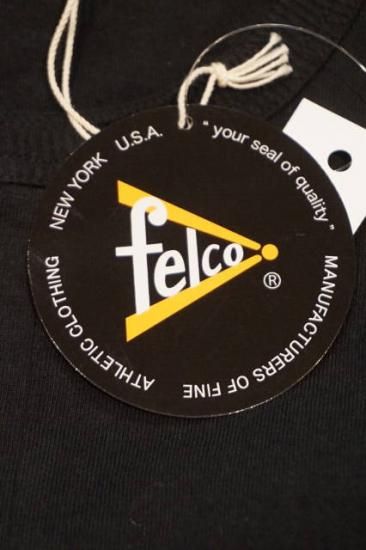 felco
®
"your seal of quality"
MANUFACTURERS OF FINE
ATHLETIC CLOTHING
NEW YORK U.S.A.